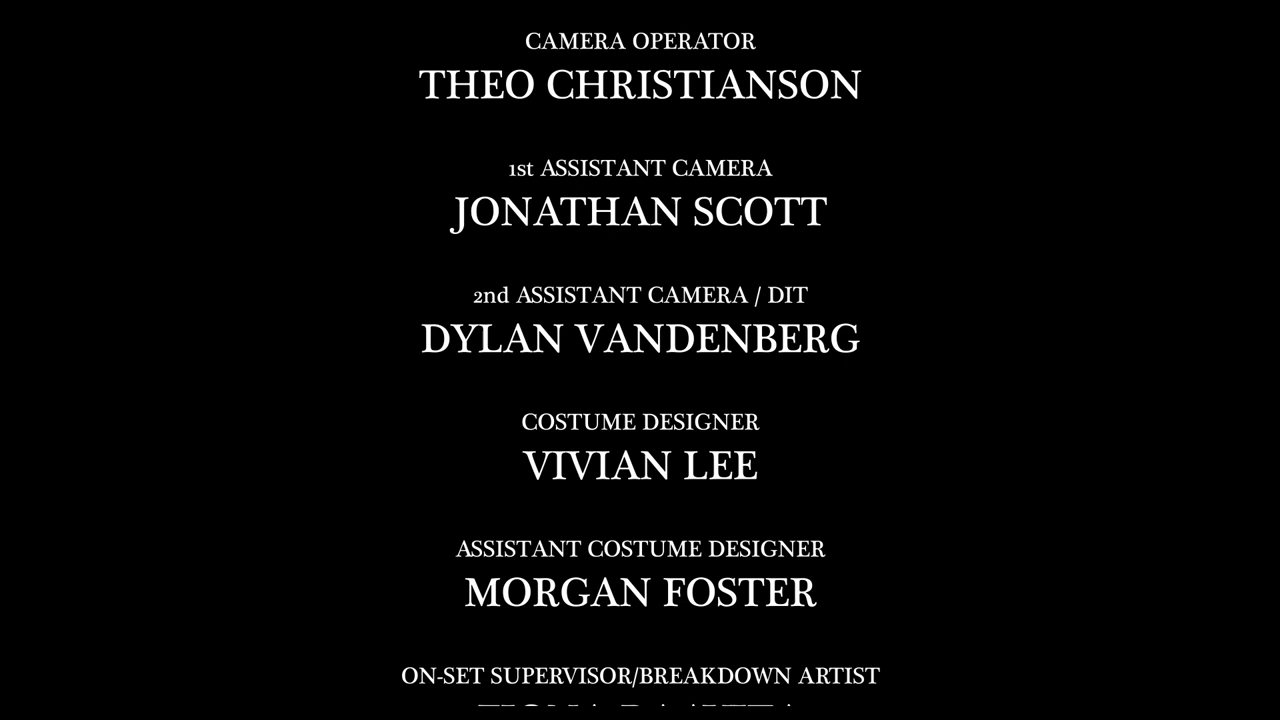 CAMERA OPERATOR
THEO CHRISTIANSON
1st ASSISTANT CAMERA
JONATHAN SCOTT
2nd ASSISTANT CAMERA / DIT
DYLAN VANDENBERG
COSTUME DESIGNER
VIVIAN LEE
ASSISTANT COSTUME DESIGNER
MORGAN FOSTER
ON-SET SUPERVISOR/BREAKDOWN ARTIST